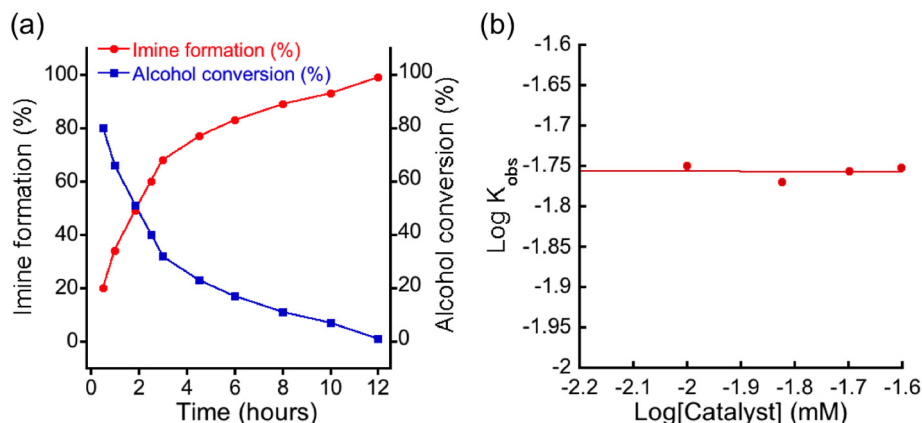 (a)
Imine formation (%)
Alcohol conversion (%)
Imine formation (%)
100
80
60
40
20
0
Alcohol conversion (%)
100
80
60
40
20
0
0 2 4 6 8 10 12
Time (hours)
(b)
Log K_obs
-1.6
-1.65
-1.7
-1.75
-1.8
-1.85
-1.9
-1.95
-2
-2.2 -2.1 -2 -1.9 -1.8 -1.7 -1.6
Log[Catalyst] (mM)